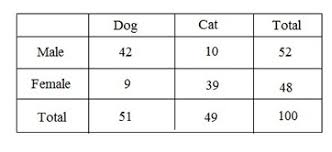 Dog Cat Total
Male 42 10 52
Female 9 39 48
Total 51 49 100